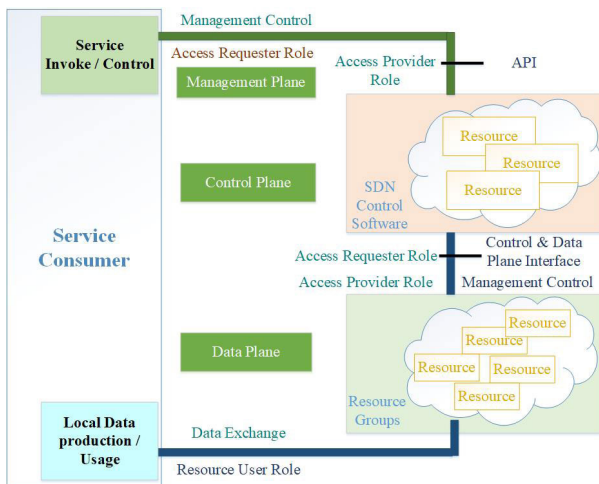 Management Control
Service
Invoke / Control
Access Requester Role
Access Provider
Role
API
Management Plane
Resource
Resource
Resource
Control Plane
SDN
Control
Software
Service
Consumer
Access Requester Role
Control & Data
Plane Interface
Access Provider Role
Management Control
Resource
Resource
Data Plane
Resource
Resource
Resource
Resource
Groups
Local Data
production /
Usage
Data Exchange
Resource User Role